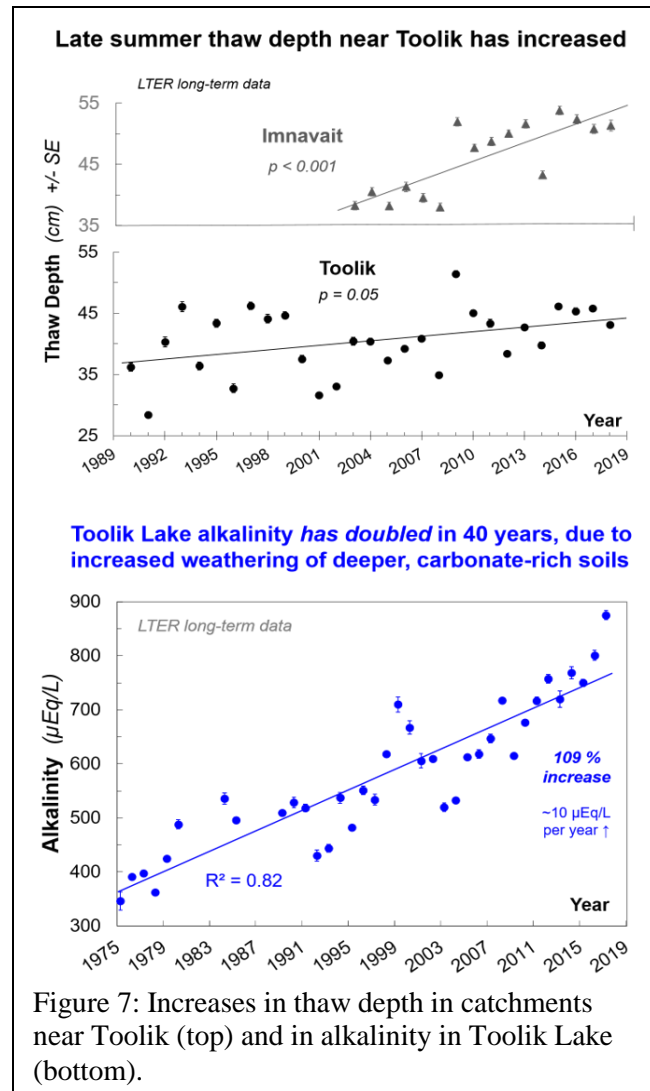 Late summer thaw depth near Toolik has increased
LTER long-term data
55
45
35
Imnavait
p < 0.001
Thaw Depth (cm) +/- SE
55
45
35
25
Toolik
p = 0.05
Year
1989 1992 1995 1998 2001 2004 2007 2010 2013 2016 2019
Toolik Lake alkalinity has doubled in 40 years, due to
increased weathering of deeper, carbonate-rich soils
900
800
700
600
500
400
300
LTER long-term data
Alkalinity (µEq/L)
109 %
increase
~10 µEq/L
per year ↑
R² = 0.82
Year
1975 1979 1983 1987 1991 1995 1999 2003 2007 2011 2015 2019
Figure 7: Increases in thaw depth in catchments
near Toolik (top) and in alkalinity in Toolik Lake
(bottom).